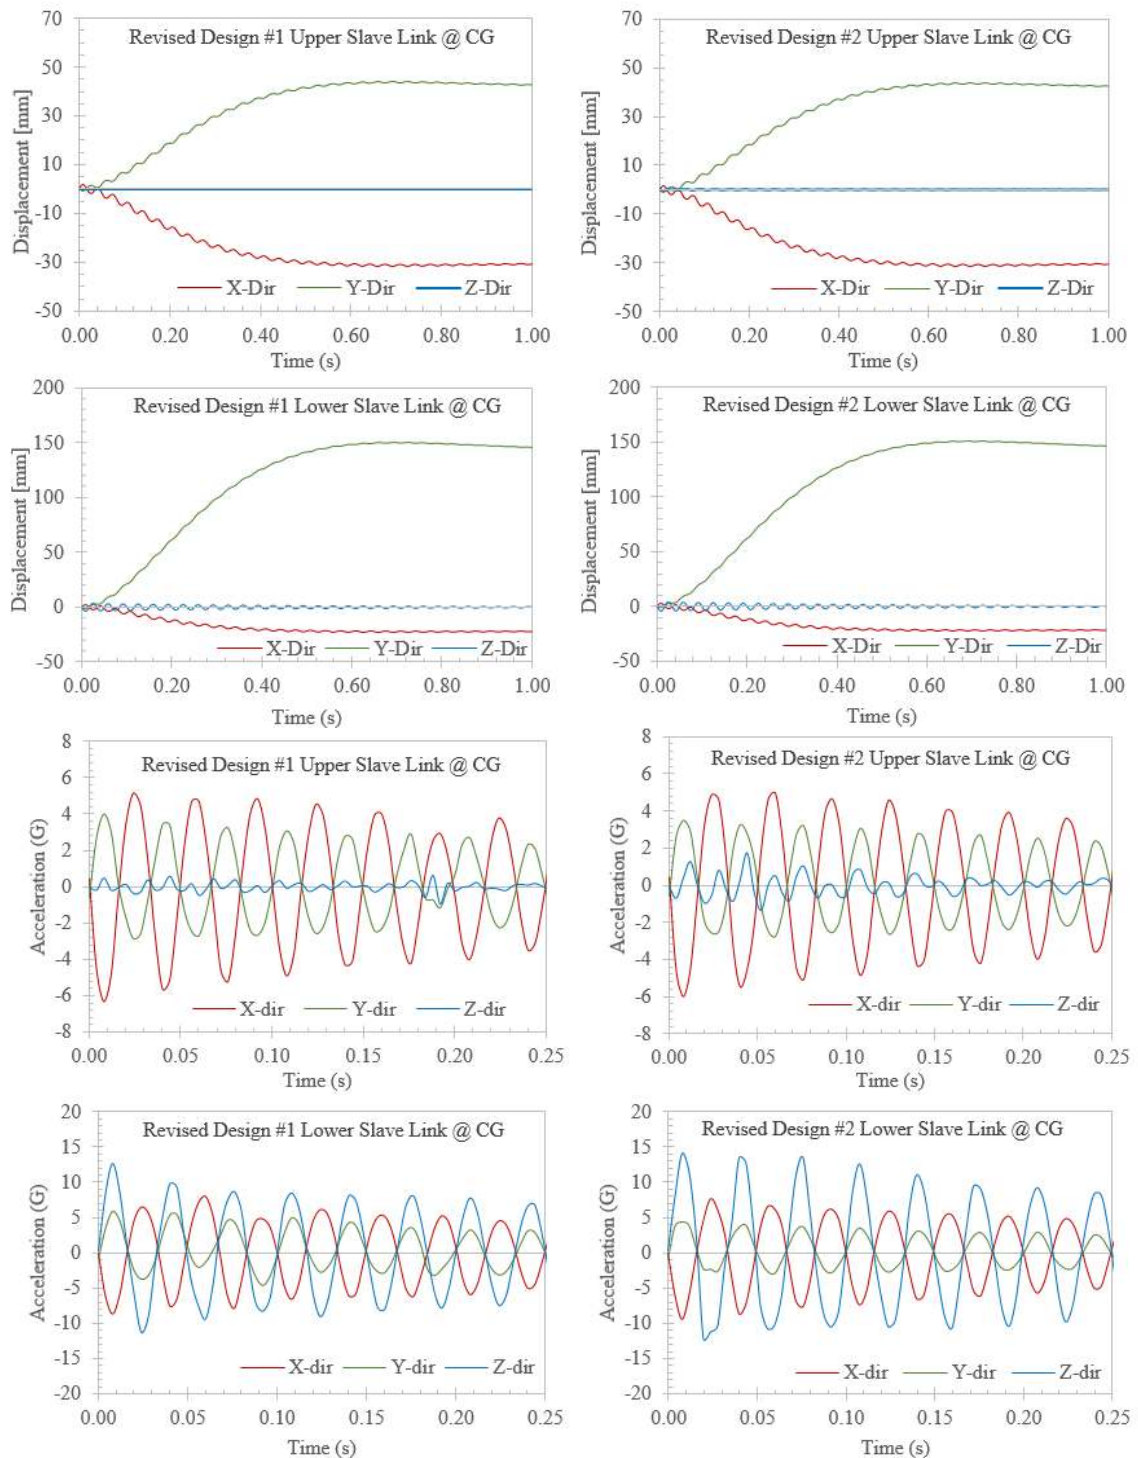 Revised Design #1 Upper Slave Link @ CG
Displacement [mm]
70
50
30
10
-10
-30
-50
X-Dir Y-Dir Z-Dir
0.00 0.20 0.40 0.60 0.80 1.00
Time (s)
Revised Design #2 Upper Slave Link @ CG
Displacement [mm]
70
50
30
10
-10
-30
-50
X-Dir Y-Dir Z-Dir
0.00 0.20 0.40 0.60 0.80 1.00
Time (s)
Revised Design #1 Lower Slave Link @ CG
Displacement [mm]
200
150
100
50
0
-50
X-Dir Y-Dir Z-Dir
0.00 0.20 0.40 0.60 0.80 1.00
Time (s)
Revised Design #2 Lower Slave Link @ CG
Displacement [mm]
200
150
100
50
0
-50
X-Dir Y-Dir Z-Dir
0.00 0.20 0.40 0.60 0.80 1.00
Time (s)
Revised Design #1 Upper Slave Link @ CG
Acceleration (G)
8
6
4
2
0
-2
-4
-6
-8
X-dir Y-dir Z-dir
0.00 0.05 0.10 0.15 0.20 0.25
Time (s)
Revised Design #2 Upper Slave Link @ CG
Acceleration (G)
8
6
4
2
0
-2
-4
-6
-8
X-dir Y-dir Z-dir
0.00 0.05 0.10 0.15 0.20 0.25
Time (s)
Revised Design #1 Lower Slave Link @ CG
Acceleration (G)
20
15
10
5
0
-5
-10
-15
-20
X-dir Y-dir Z-dir
0.00 0.05 0.10 0.15 0.20 0.25
Time (s)
Revised Design #2 Lower Slave Link @ CG
Acceleration (G)
20
15
10
5
0
-5
-10
-15
-20
X-dir Y-dir Z-dir
0.00 0.05 0.10 0.15 0.20 0.25
Time (s)